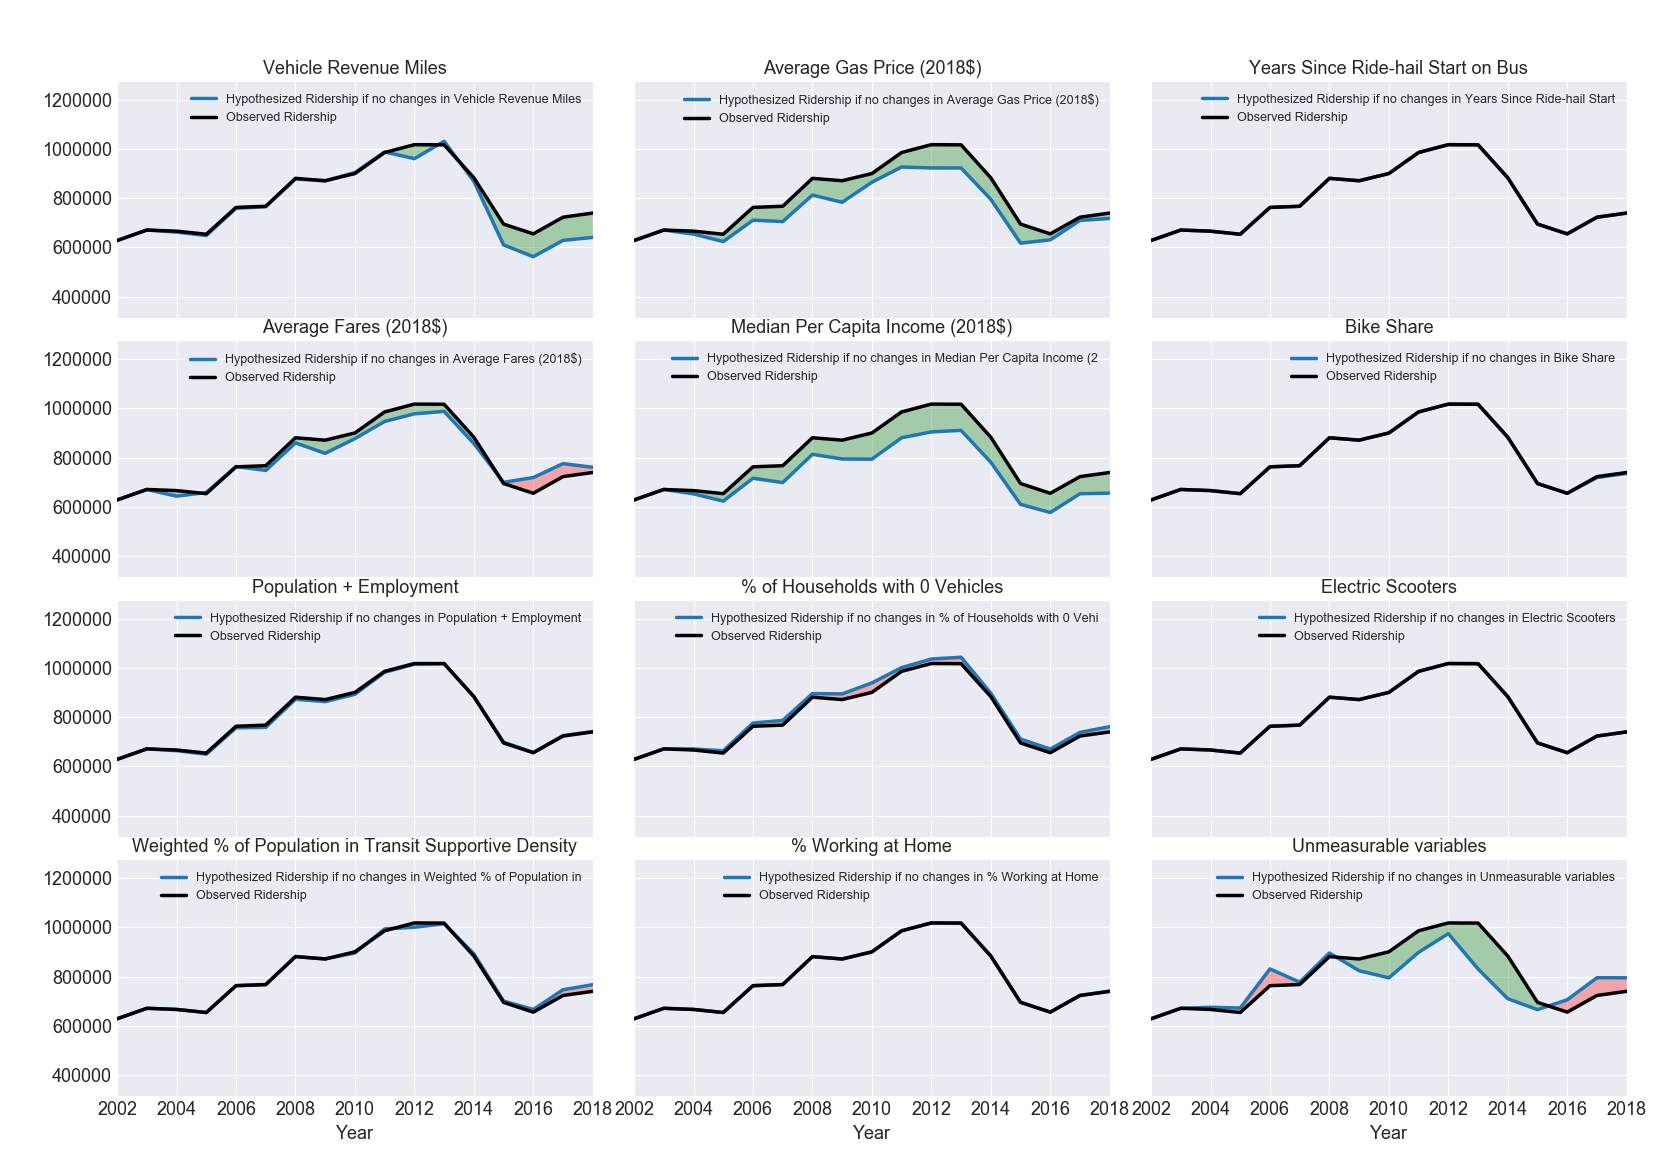 Vehicle Revenue Miles
Hypothesized Ridership if no changes in Vehicle Revenue Miles
Observed Ridership
1200000
1000000
800000
600000
400000
Average Gas Price (2018$)
Hypothesized Ridership if no changes in Average Gas Price (2018$)
Observed Ridership
Years Since Ride-hail Start on Bus
Hypothesized Ridership if no changes in Years Since Ride-hail Start
Observed Ridership
Average Fares (2018$)
Hypothesized Ridership if no changes in Average Fares (2018$)
Observed Ridership
1200000
1000000
800000
600000
400000
Median Per Capita Income (2018$)
Hypothesized Ridership if no changes in Median Per Capita Income (2
Observed Ridership
Bike Share
Hypothesized Ridership if no changes in Bike Share
Observed Ridership
Population + Employment
Hypothesized Ridership if no changes in Population + Employment
Observed Ridership
1200000
1000000
800000
600000
400000
% of Households with 0 Vehicles
Hypothesized Ridership if no changes in % of Households with 0 Vehi
Observed Ridership
Electric Scooters
Hypothesized Ridership if no changes in Electric Scooters
Observed Ridership
Weighted % of Population in Transit Supportive Density
Hypothesized Ridership if no changes in Weighted % of Population in
Observed Ridership
1200000
1000000
800000
600000
400000
2002 2004 2006 2008 2010 2012 2014 2016 2018
Year
% Working at Home
Hypothesized Ridership if no changes in % Working at Home
Observed Ridership
2002 2004 2006 2008 2010 2012 2014 2016 2018
Year
Unmeasurable variables
Hypothesized Ridership if no changes in Unmeasurable variables
Observed Ridership
2002 2004 2006 2008 2010 2012 2014 2016 2018
Year